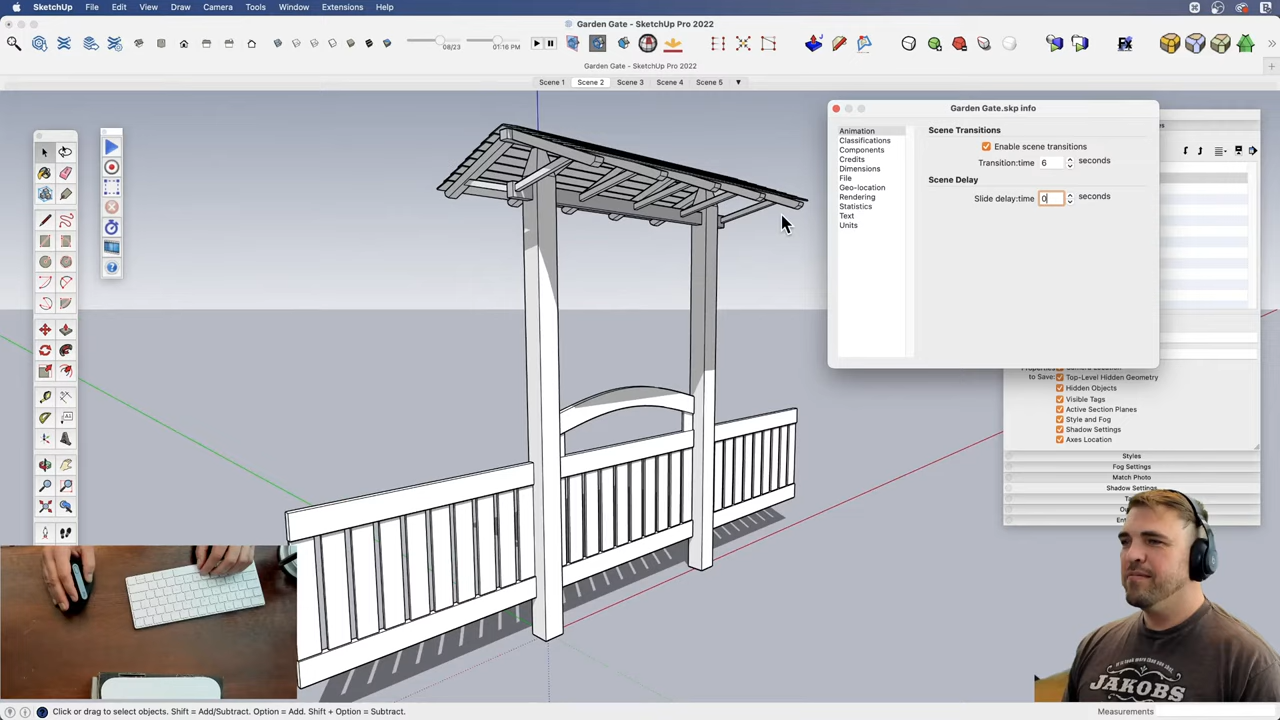 SketchUp File Edit View Draw Camera Tools Window Extensions Help
Garden Gate - SketchUp Pro 2022
08/23 01:16 PM
Garden Gate - SketchUp Pro 2022
Scene 1 Scene 2 Scene 3 Scene 4 Scene 5
Garden Gate.skp info
Animation
Classifications
Components
Credits
Dimensions
File
Geo-location
Rendering
Statistics
Text
Units
Scene Transitions
Enable scene transitions
Transition:time 6 seconds
Scene Delay
Slide delay:time 0 seconds
Properties
to Save:
Top-Level Hidden Geometry
Hidden Objects
Visible Tags
Active Section Planes
Style and Fog
Shadow Settings
Axes Location
Styles
Fog Settings
Match Photo
Shadow Settings
JAKOBS
Click or drag to select objects. Shift = Add/Subtract. Option = Add. Shift + Option = Subtract.
Measurements